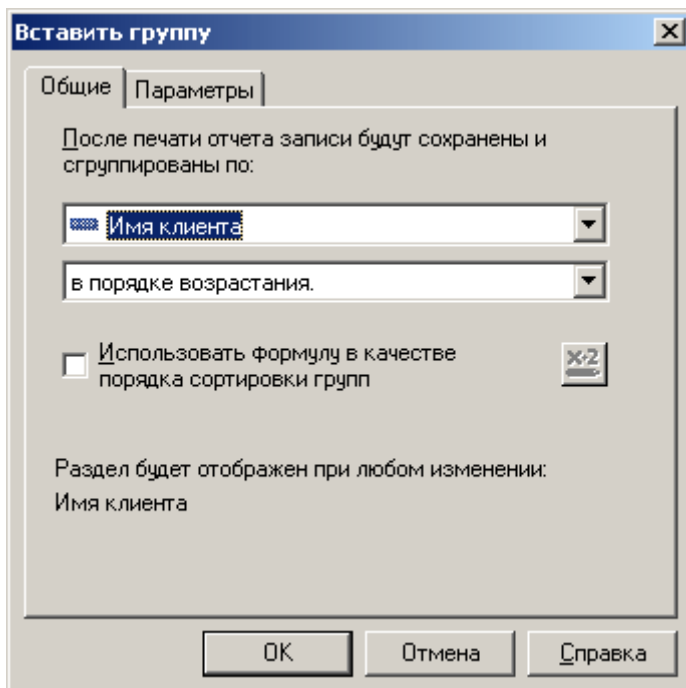 Вставить группу
Общие
Параметры
После печати отчета записи будут сохранены и
сгруппированы по:
Имя клиента
в порядке возрастания.
Использовать формулу в качестве
порядка сортировки групп
X+2
Раздел будет отображен при любом изменении:
Имя клиента
OK
Отмена
Справка